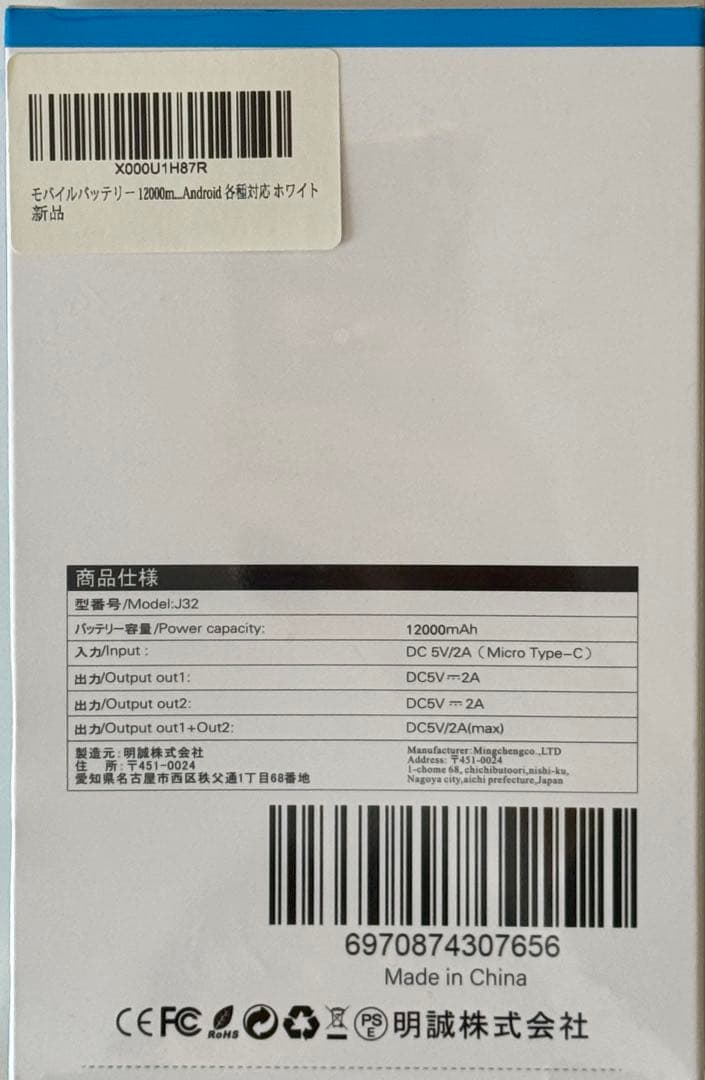 X000U1H87R
モバイルバッテリー 12000m...Android 各種対応 ホワイト
新品
商品仕様
型番号/Model:J32
バッテリー容量/Power capacity: 12000mAh
入力/Input : DC 5V/2A（Micro Type-C）
出力/Output out1: DC5V⎓2A
出力/Output out2: DC5V ⎓ 2A
出力/Output out1+Out2: DC5V/2A(max)
製造元:明誠株式会社 Manufacturer:Mingchengco.,LTD
住 所:〒451-0024 Address: 〒451-0024
愛知県名古屋市西区秩父通1丁目68番地 1-chome 68, chichibutoori,nishi-ku,
Nagoya city,aichi prefecture,Japan
6970874307656
Made in China
CE FC RoHS PSE 明誠株式会社